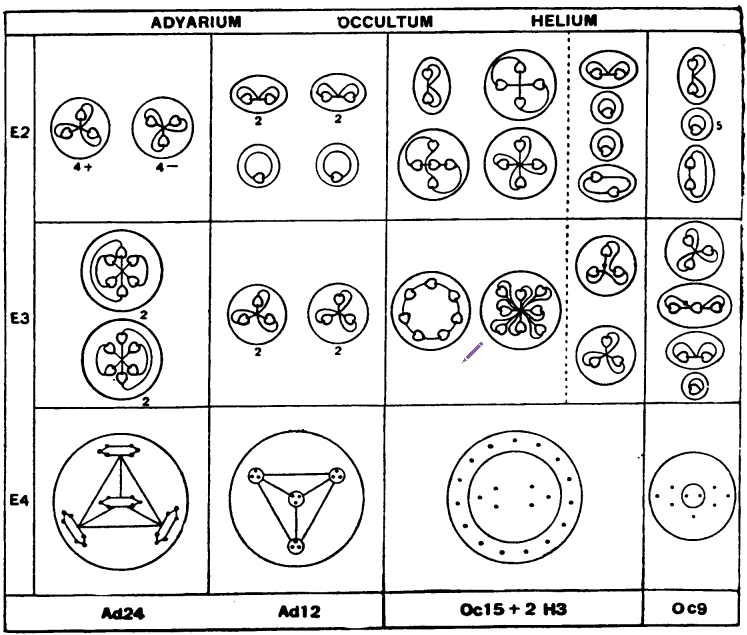 ADYARIUM OCCULTUM HELIUM
E2
4+ 4−
2 2
5
E3
2
2
2 2
E4
Ad24 Ad12 Oc15+2 H3 Oc9